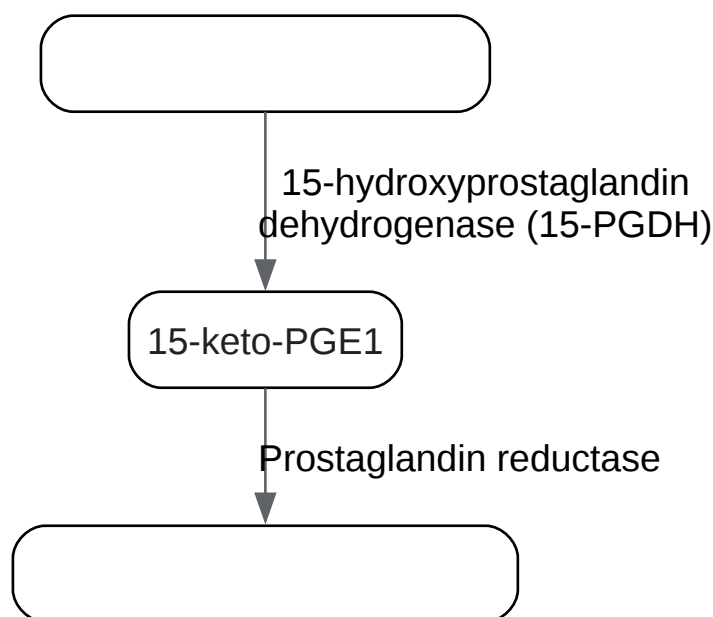 15-hydroxyprostaglandin
dehydrogenase (15-PGDH)
15-keto-PGE1
Prostaglandin reductase